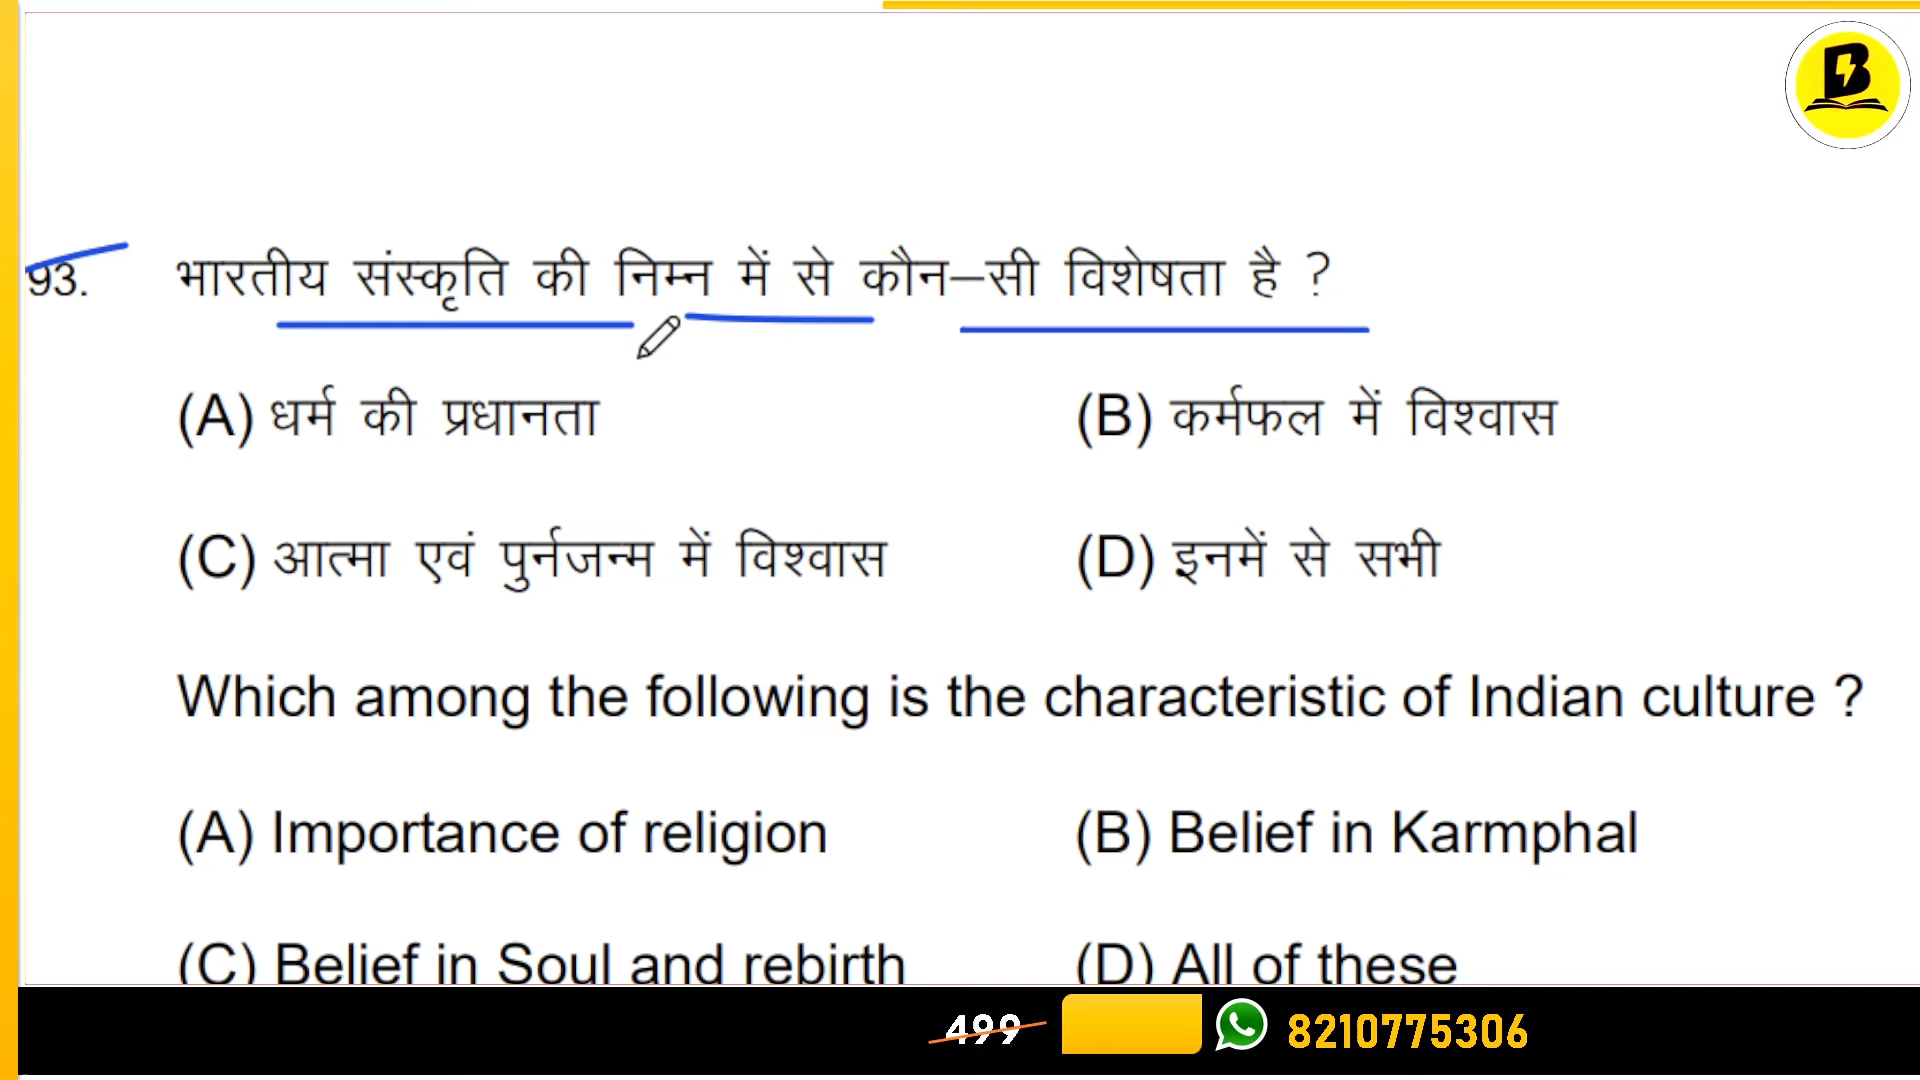 93. भारतीय संस्कृति की निम्न में से कौन–सी विशेषता है ?
(A) धर्म की प्रधानता (B) कर्मफल में विश्वास
(C) आत्मा एवं पुर्नजन्म में विश्वास (D) इनमें से सभी
Which among the following is the characteristic of Indian culture ?
(A) Importance of religion (B) Belief in Karmphal
(C) Belief in Soul and rebirth (D) All of these
499 8210775306